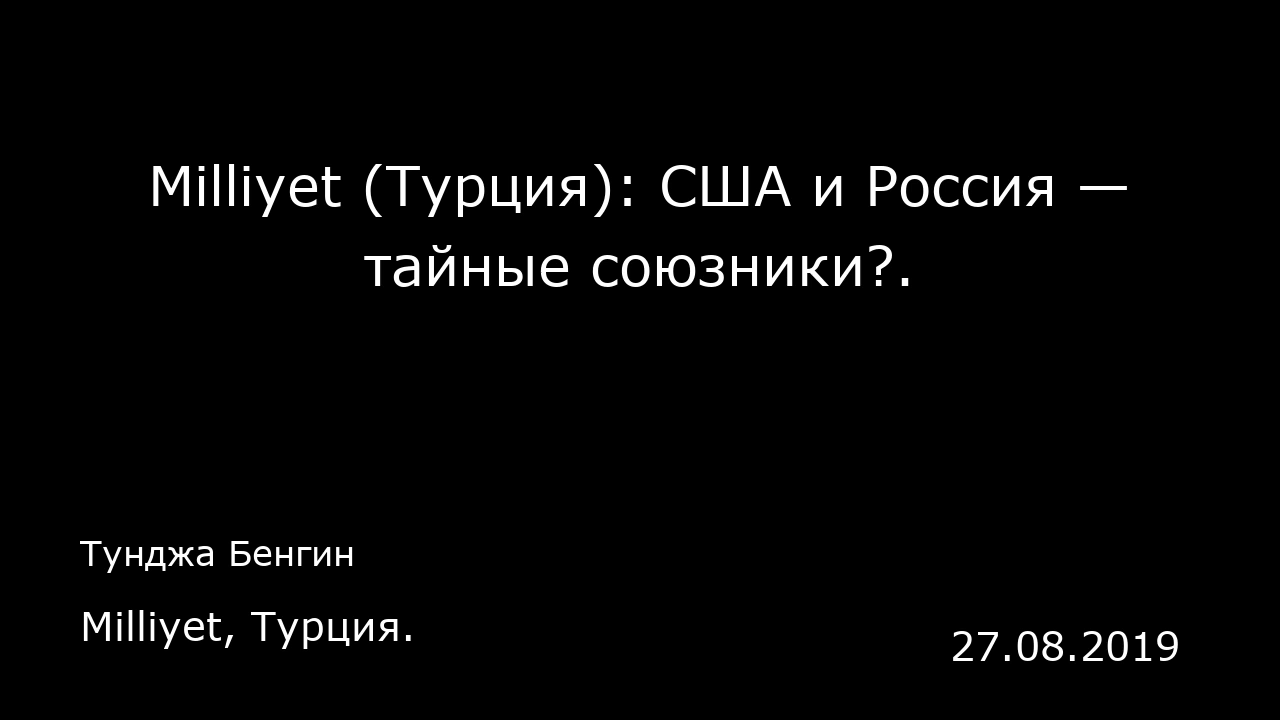 Milliyet (Турция): США и Россия —
тайные союзники?.
Тунджа Бенгин
Milliyet, Турция.
27.08.2019